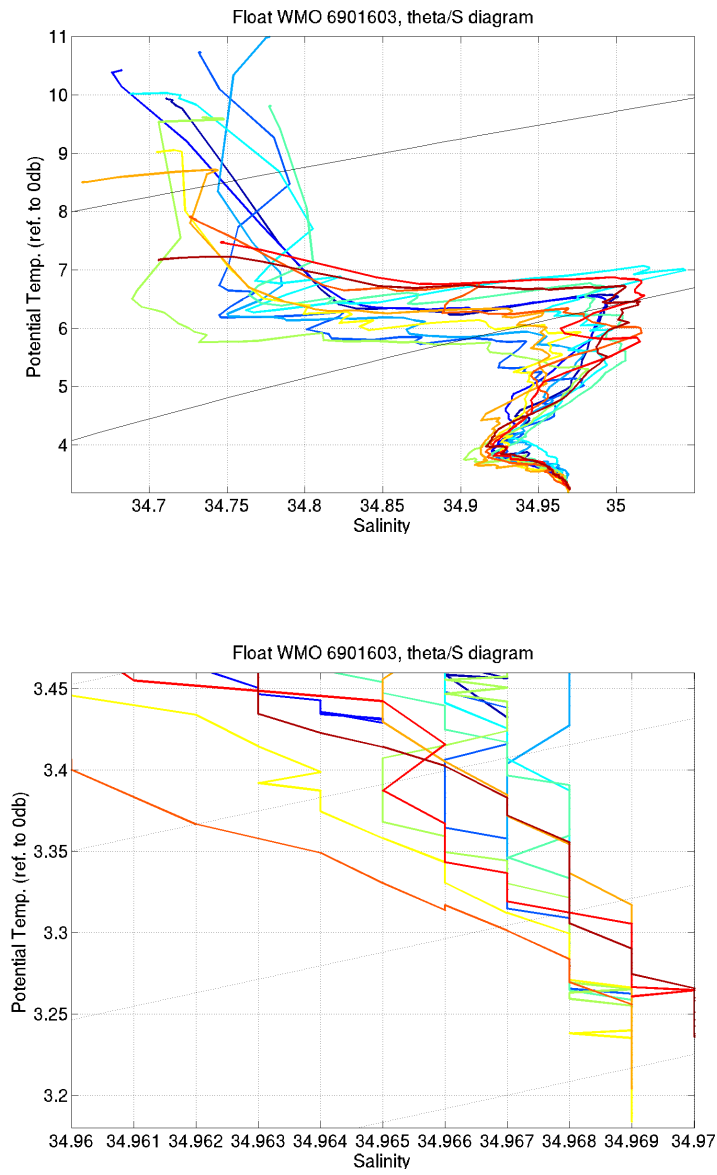 Float WMO 6901603, theta/S diagram
11
10
9
8
7
6
5
4
Potential Temp. (ref. to 0db)
34.7 34.75 34.8 34.85 34.9 34.95 35
Salinity
Float WMO 6901603, theta/S diagram
3.45
3.4
3.35
3.3
3.25
3.2
Potential Temp. (ref. to 0db)
34.96 34.961 34.962 34.963 34.964 34.965 34.966 34.967 34.968 34.969 34.97
Salinity